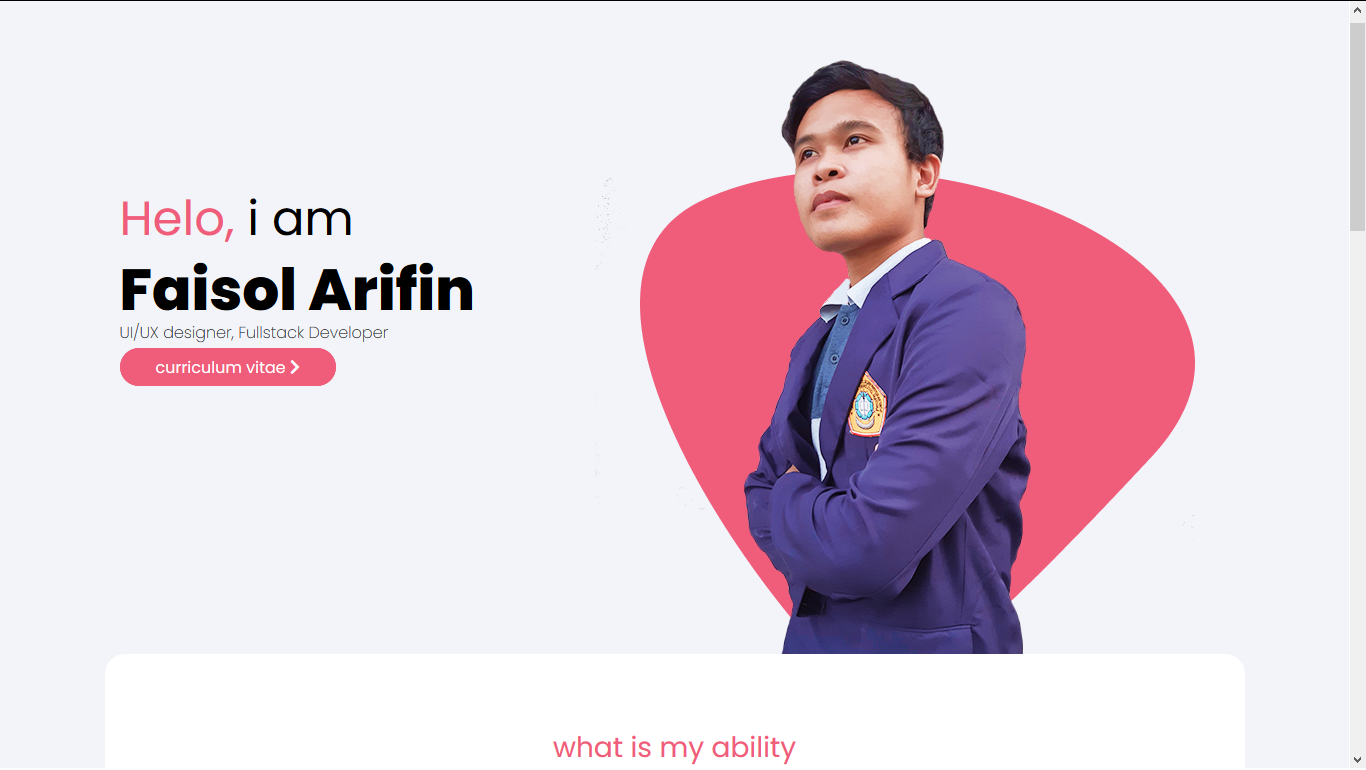 Helo, i am
Faisol Arifin
UI/UX designer, Fullstack Developer
curriculum vitae
what is my ability